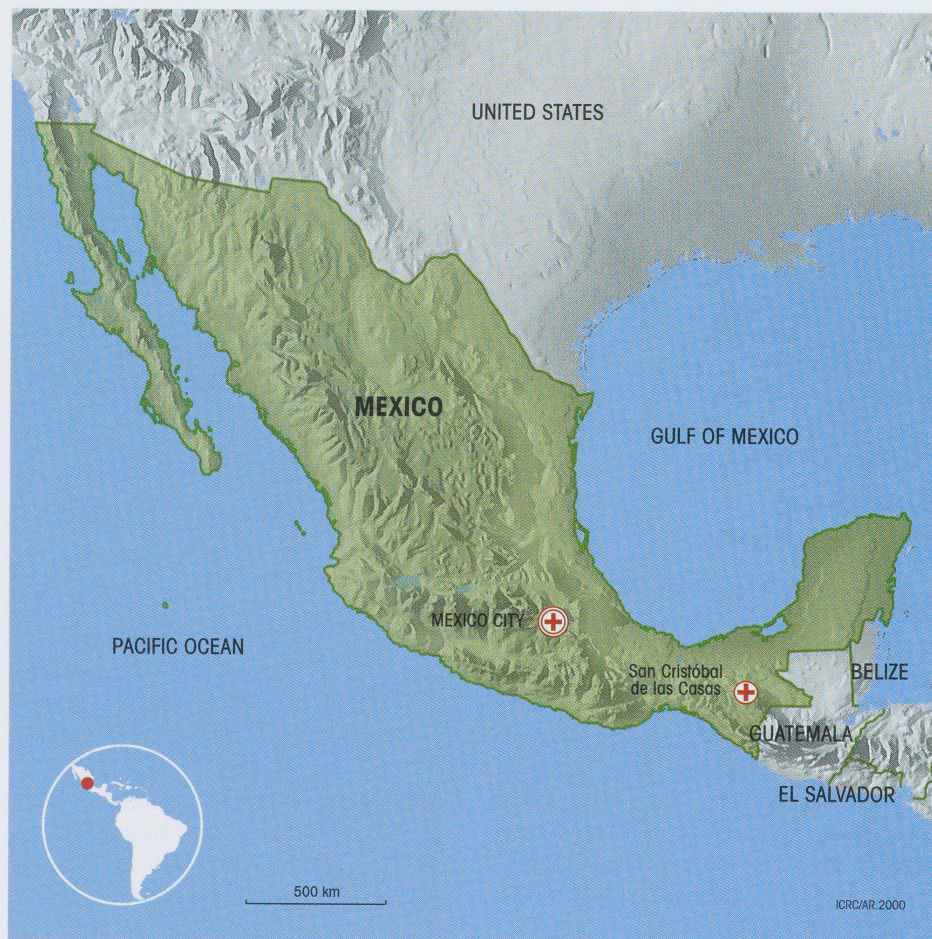 UNITED STATES
MEXICO
GULF OF MEXICO
MEXICO CITY
PACIFIC OCEAN
San Cristóbal
de las Casas
BELIZE
GUATEMALA
EL SALVADOR
500 km
ICRC/AR.2000